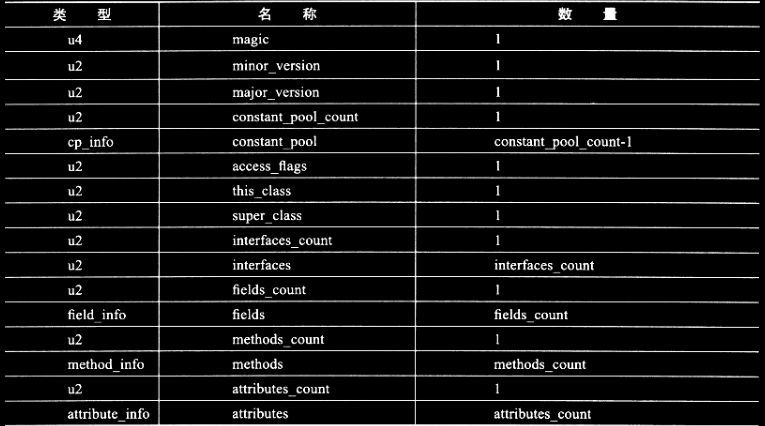 类 型 名 称 数 量
u4 magic 1
u2 minor_version 1
u2 major_version 1
u2 constant_pool_count 1
cp_info constant_pool constant_pool_count-1
u2 access_flags 1
u2 this_class 1
u2 super_class 1
u2 interfaces_count 1
u2 interfaces interfaces_count
u2 fields_count 1
field_info fields fields_count
u2 methods_count 1
method_info methods methods_count
u2 attributes_count 1
attribute_info attributes attributes_count